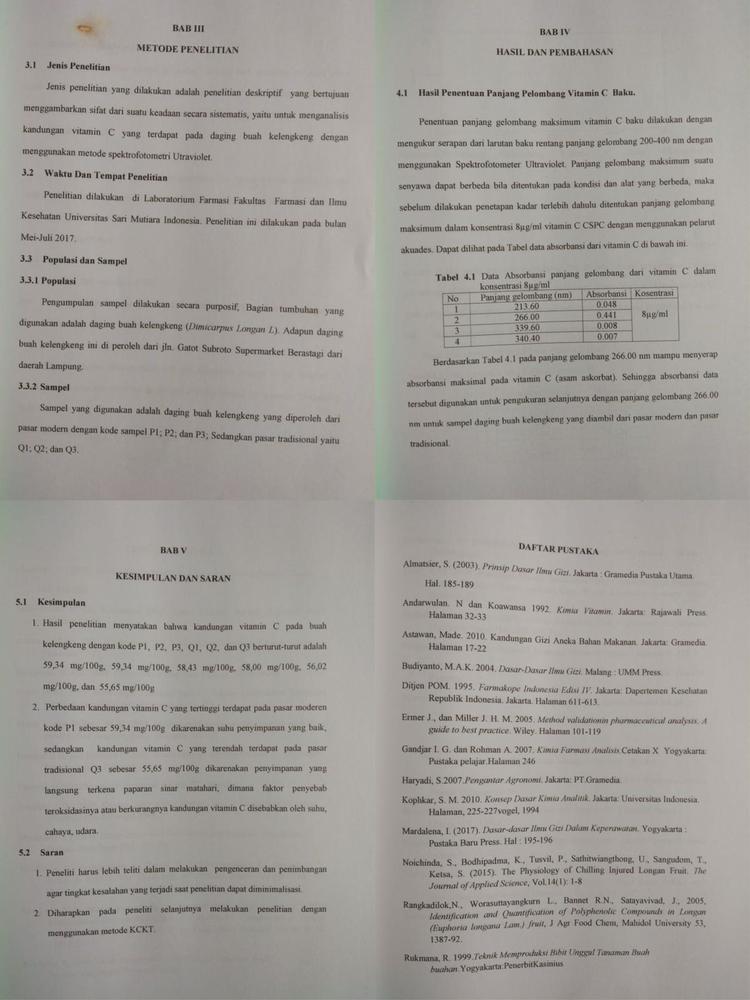 BAB III
METODE PENELITIAN
3.1 Jenis Penelitian
Jenis penelitian yang dilakukan adalah penelitian deskriptif yang bertujuan
menggambarkan sifat dari suatu keadaan secara sistematis, yaitu untuk menganalisis
kandungan vitamin C yang terdapat pada daging buah kelengkeng dengan
menggunakan metode spektrofotometri Utraviolet.
3.2 Waktu Dan Tempat Penelitian
Penelitian dilakukan di Laboratorium Farmasi Fakultas Farmasi dan Ilmu
Kesehatan Universitas Sari Mutiara Indonesia. Penelitian ini dilakukan pada bulan
Mei-Juli 2017.
3.3 Populasi dan Sampel
3.3.1 Populasi
Pengumpulan sampel dilakukan secara purposif, Bagian tumbuhan yang
digunakan adalah daging buah kelengkeng (Dimicarpus Longan L). Adapun daging
buah kelengkeng ini di peroleh dari jln. Gatot Subroto Supermarket Berastagi dari
daerah Lampung.
3.3.2 Sampel
Sampel yang digunakan adalah daging buah kelengkeng yang diperoleh dari
pasar modern dengan kode sampel P1; P2; dan P3; Sedangkan pasar tradisional yaitu
Q1; Q2; dan Q3.
BAB IV
HASIL DAN PEMBAHASAN
4.1 Hasil Penentuan Panjang Pelombang Vitamin C Baku.
Penentuan panjang gelombang maksimum vitamin C baku dilakukan dengan
mengukur serapan dari larutan baku rentang panjang gelombang 200-400 nm dengan
menggunakan Spektrofotometer Ultraviolet. Panjang gelombang maksimum suatu
senyawa dapat berbeda bila ditentukan pada kondisi dan alat yang berbeda, maka
sebelum dilakukan penetapan kadar terlebih dahulu ditentukan panjang gelombang
maksimum dalam konsentrasi 8µg/ml vitamin C CSPC dengan menggunakan pelarut
akuades. Dapat dilihat pada Tabel data absorbansi dari vitamin C di bawah ini.
Tabel 4.1 Data Absorbansi panjang gelombang dari vitamin C dalam
konsentrasi 8µg/ml
No Panjang gelombang (nm) Absorbansi Kosentrasi
1 213.60 0.048
2 266.00 0.441 8µg/ml
3 339.60 0.008
4 340.40 0.007
Berdasarkan Tabel 4.1 pada panjang gelombang 266.00 nm mampu menyerap
absorbansi maksimal pada vitamin C (asam askorbat). Sehingga absorbansi data
tersebut digunakan untuk pengukuran selanjutnya dengan panjang gelombang 266.00
nm untuk sampel daging buah kelengkeng yang diambil dari pasar modern dan pasar
tradisional.
BAB V
KESIMPULAN DAN SARAN
5.1 Kesimpulan
1. Hasil penelitian menyatakan bahwa kandungan vitamin C pada buah
kelengkeng dengan kode P1, P2, P3, Q1, Q2, dan Q3 berturut-turut adalah
59,34 mg/100g, 59,34 mg/100g, 58,43 mg/100g, 58,00 mg/100g, 56,02
mg/100g, dan 55,65 mg/100g
2. Perbedaan kandungan vitamin C yang tertinggi terdapat pada pasar moderen
kode P1 sebesar 59,34 mg/100g dikarenakan suhu penyimpanan yang baik,
sedangkan kandungan vitamin C yang terendah terdapat pada pasar
tradisional Q3 sebesar 55,65 mg/100g dikarenakan penyimpanan yang
langsung terkena paparan sinar matahari, dimana faktor penyebab
teroksidasinya atau berkurangnya kandungan vitamin C disebabkan oleh suhu,
cahaya, udara.
5.2 Saran
1. Peneliti harus lebih teliti dalam melakukan pengenceran dan penimbangan
agar tingkat kesalahan yang terjadi saat penelitian dapat diminimalisasi.
2. Diharapkan pada peneliti selanjutnya melakukan penelitian dengan
menggunakan metode KCKT.
DAFTAR PUSTAKA
Almatsier, S. (2003). Prinsip Dasar Ilmu Gizi. Jakarta : Gramedia Pustaka Utama.
Hal. 185-189
Andarwulan. N dan Koawansa 1992. Kimia Vitamin. Jakarta: Rajawali Press.
Halaman 32-33
Astawan, Made. 2010. Kandungan Gizi Aneka Bahan Makanan. Jakarta: Gramedia.
Halaman 17-22
Budiyanto, M.A.K. 2004. Dasar-Dasar Ilmu Gizi. Malang : UMM Press.
Ditjen POM. 1995. Farmakope Indonesia Edisi IV. Jakarta: Dapertemen Kesehatan
Republik Indonesia. Jakarta. Halaman 611-613.
Ermer J., dan Miller J. H. M. 2005. Method validationin pharmaceutical analysis. A
guide to best practice. Wiley. Halaman 101-119
Gandjar I. G. dan Rohman A. 2007. Kimia Farmasi Analisis.Cetakan X Yogyakarta:
Pustaka pelajar.Halaman 246
Haryadi, S.2007.Pengantar Agronomi. Jakarta: PT.Gramedia.
Kophkar, S. M. 2010. Konsep Dasar Kimia Analitik. Jakarta: Universitas Indonesia.
Halaman, 225-227vogel, 1994
Mardalena, I. (2017). Dasar-dasar Ilmu Gizi Dalam Keperawatan. Yogyakarta :
Pustaka Baru Press. Hal : 195-196
Noichinda, S., Bodhipadma, K., Tusvil, P., Sathitwiangthong, U., Sangudom, T.,
Ketsa, S. (2015). The Physiology of Chilling Injured Longan Fruit. The
Journal of Applied Science, Vol.14(1): 1-8
Rangkadilok,N., Worasuttayangkurn L., Bannet R.N., Satayavivad, J., 2005,
Identification and Quantification of Polyphenolic Compounds in Longan
(Euphoria longana Lam.) fruit, J Agr Food Chem, Mahidol University 53,
1387-92.
Rukmana, R. 1999.Teknik Memproduksi Bibit Unggul Tanaman Buah
buahan.Yogyakarta:PenerbitKasinius